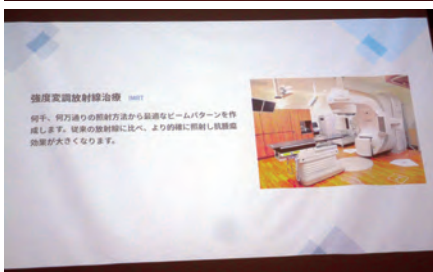 強度変調放射線治療 IMRT
何千、何万通りの照射方法から最適なビームパターンを作
成します。従来の放射線に比べ、より的確に照射し抗腫瘍
効果が大きくなります。